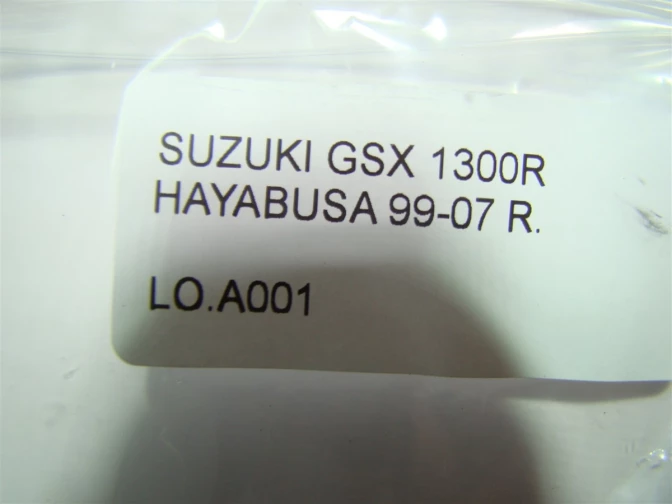 SUZUKI GSX 1300R
HAYABUSA 99-07 R.
LO.A001